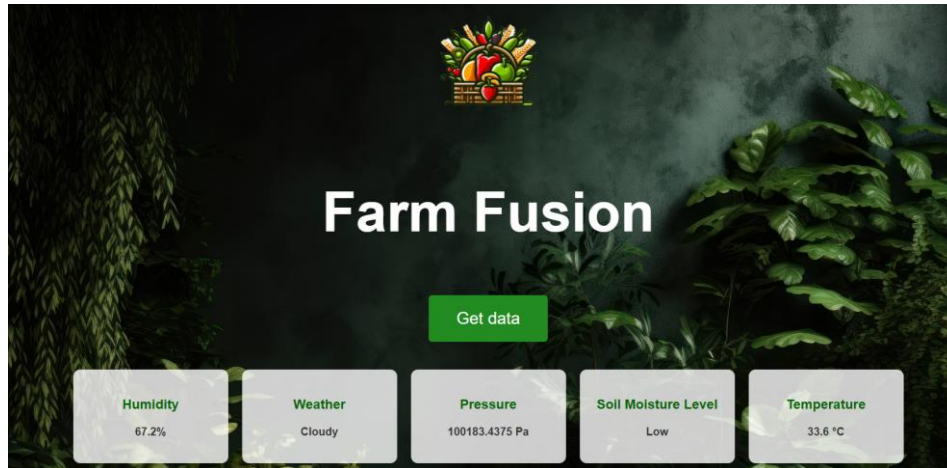 Farm Fusion
Get data
Humidity
67.2%
Weather
Cloudy
Pressure
100183.4375 Pa
Soil Moisture Level
Low
Temperature
33.6 °C